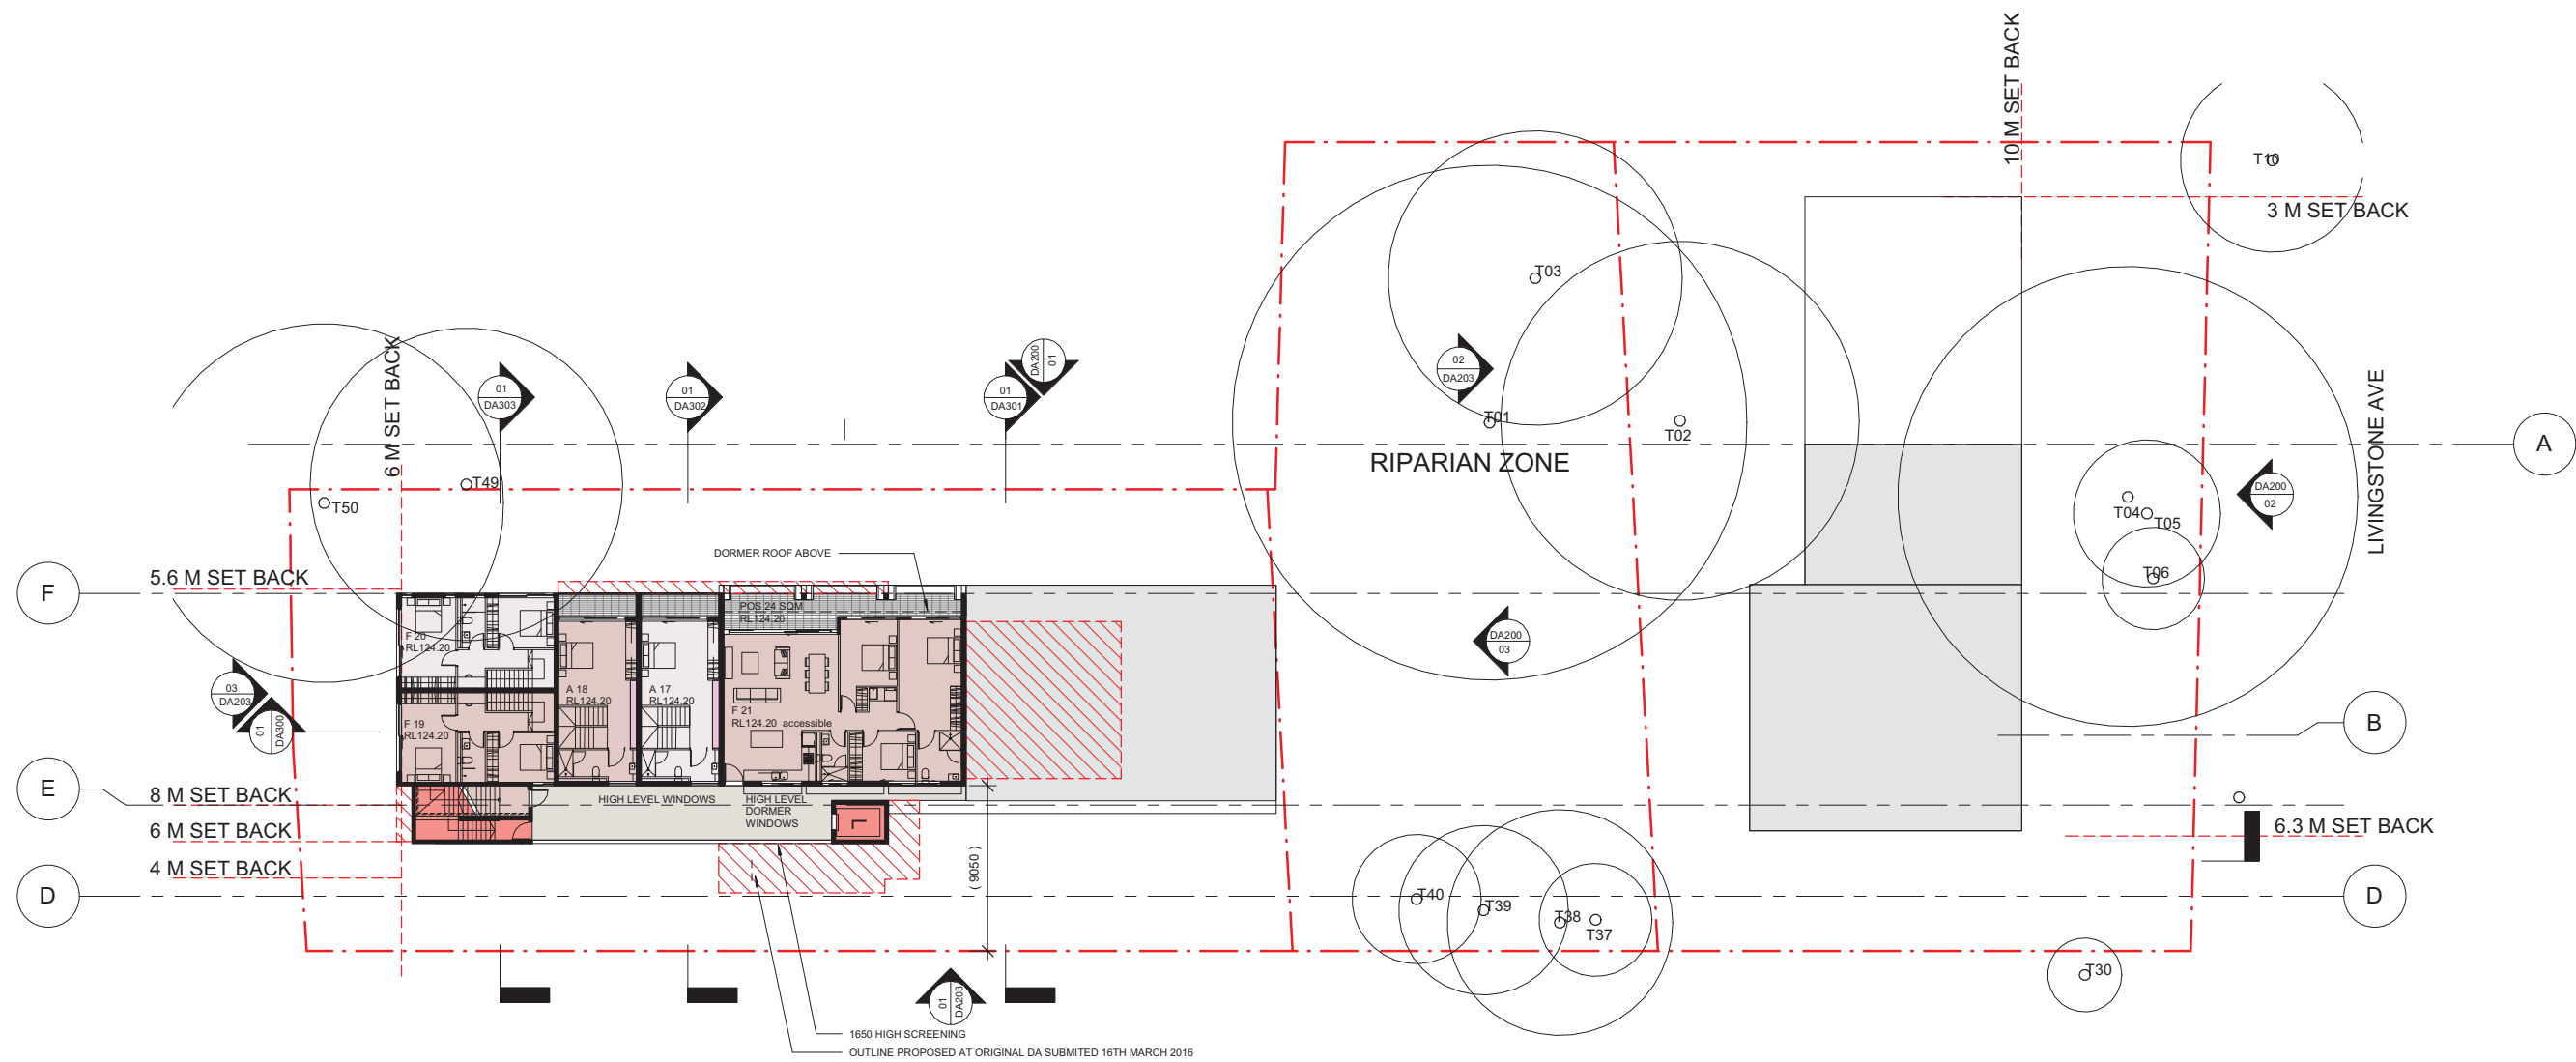 10 M SET BACK
T10
3 M SET BACK
T03
6 M SET BACK
01
DA303
01
DA302
01
DA301
DA200
01
02
DA203
T01
T02
LIVINGSTONE AVE
A
RIPARIAN ZONE
T49
T50
DA200
02
T04
T05
T06
DORMER ROOF ABOVE
5.6 M SET BACK
F
POS 24 SQM
RL124.20
F 20
RL124.20
DA200
03
03
DA203
01
DA300
A 18
RL124.20
A 17
RL124.20
F 21
RL124.20 accessible
F 19
RL124.20
B
E
8 M SET BACK
HIGH LEVEL WINDOWS
HIGH LEVEL
DORMER
WINDOWS
L
6 M SET BACK
6.3 M SET BACK
4 M SET BACK
( 9050 )
D
T40
T39
T38
T37
D
T30
01
DA203
1650 HIGH SCREENING
OUTLINE PROPOSED AT ORIGINAL DA SUBMITED 16TH MARCH 2016